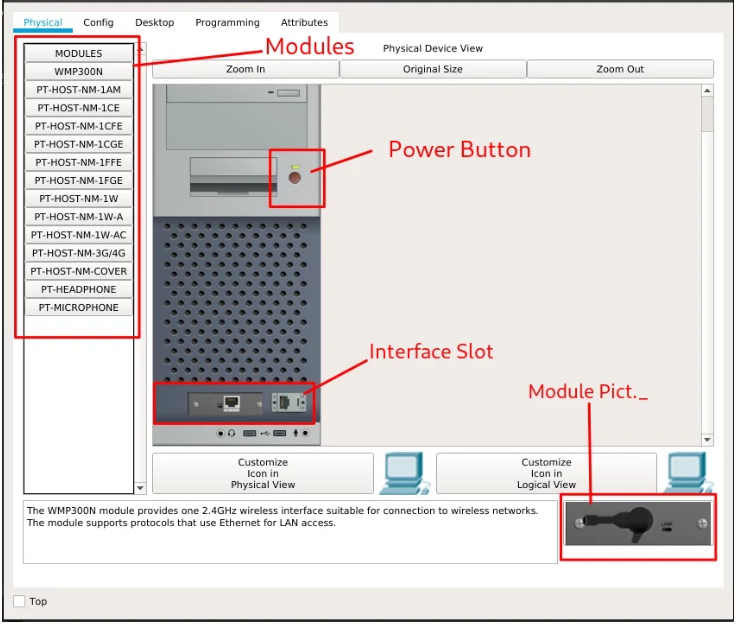 Physical Config Desktop Programming Attributes
Modules
Physical Device View
MODULES
WMP300N
PT-HOST-NM-1AM
PT-HOST-NM-1CE
PT-HOST-NM-1CFE
PT-HOST-NM-1CGE
PT-HOST-NM-1FFE
PT-HOST-NM-1FGE
PT-HOST-NM-1W
PT-HOST-NM-1W-A
PT-HOST-NM-1W-AC
PT-HOST-NM-3G/4G
PT-HOST-NM-COVER
PT-HEADPHONE
PT-MICROPHONE
Zoom In Original Size Zoom Out
Power Button
Interface Slot
Module Pict._
Customize
Icon in
Physical View
Customize
Icon in
Logical View
The WMP300N module provides one 2.4GHz wireless interface suitable for connection to wireless networks.
The module supports protocols that use Ethernet for LAN access.
LINK
Top